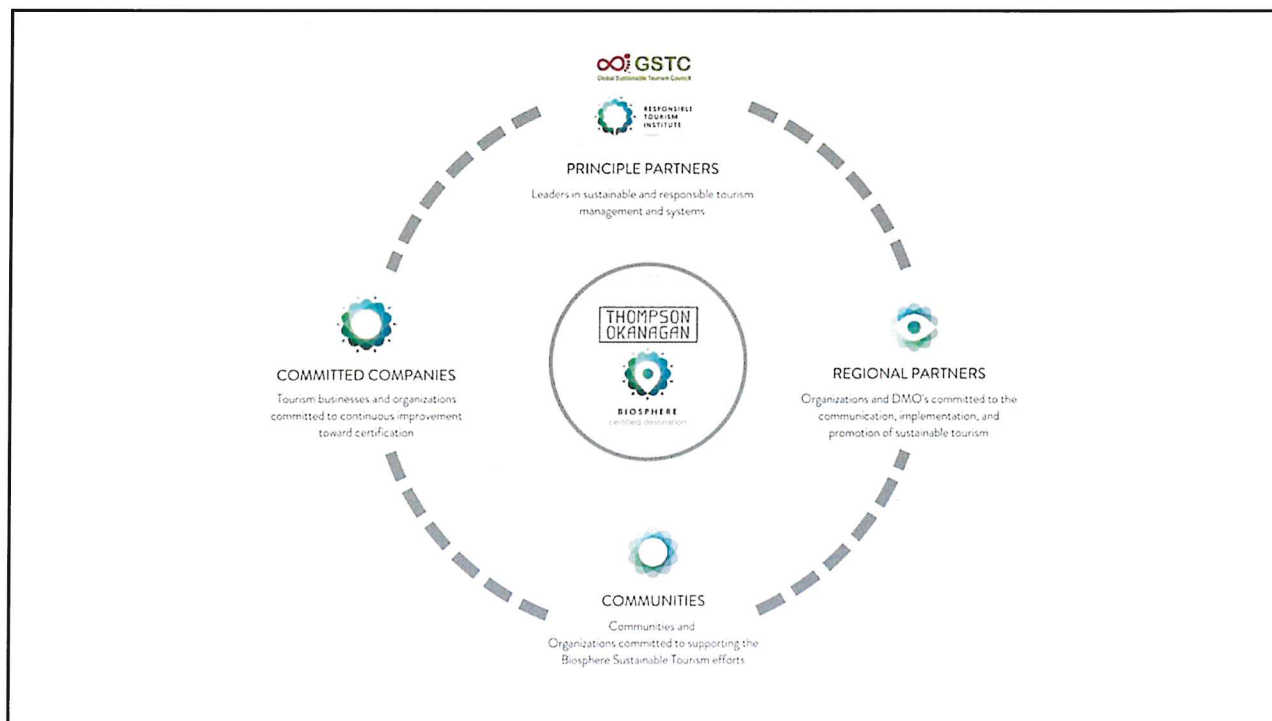 GSTC
Global Sustainable Tourism Council
RESPONSIBLE
TOURISM
INSTITUTE
PRINCIPLE PARTNERS
Leaders in sustainable and responsible tourism
management and systems
THOMPSON
OKANAGAN
BIOSPHERE
certified destination
COMMITTED COMPANIES
Tourism businesses and organizations
committed to continuous improvement
toward certification
REGIONAL PARTNERS
Organizations and DMO's committed to the
communication, implementation, and
promotion of sustainable tourism
COMMUNITIES
Communities and
Organizations committed to supporting the
Biosphere Sustainable Tourism efforts